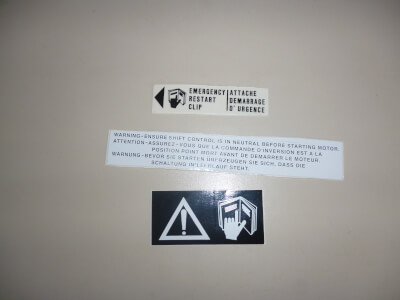 EMERGENCY
RESTART
CLIP
ATTACHE
DEMARRAGE
D'URGENCE
WARNING-ENSURE SHIFT CONTROL IS IN NEUTRAL BEFORE STARTING MOTOR
ATTENTION-ASSUREZ-VOUS QUE LA COMMANDE D'INVERSION EST A LA
POSITION POINT MORT AVANT DE DEMARRER LE MOTEUR.
WARNUNG-BEVOR SIE STARTEN SIE SICH, DASS DIE
SCHALTUNG IN LEERLAUF STEHT.